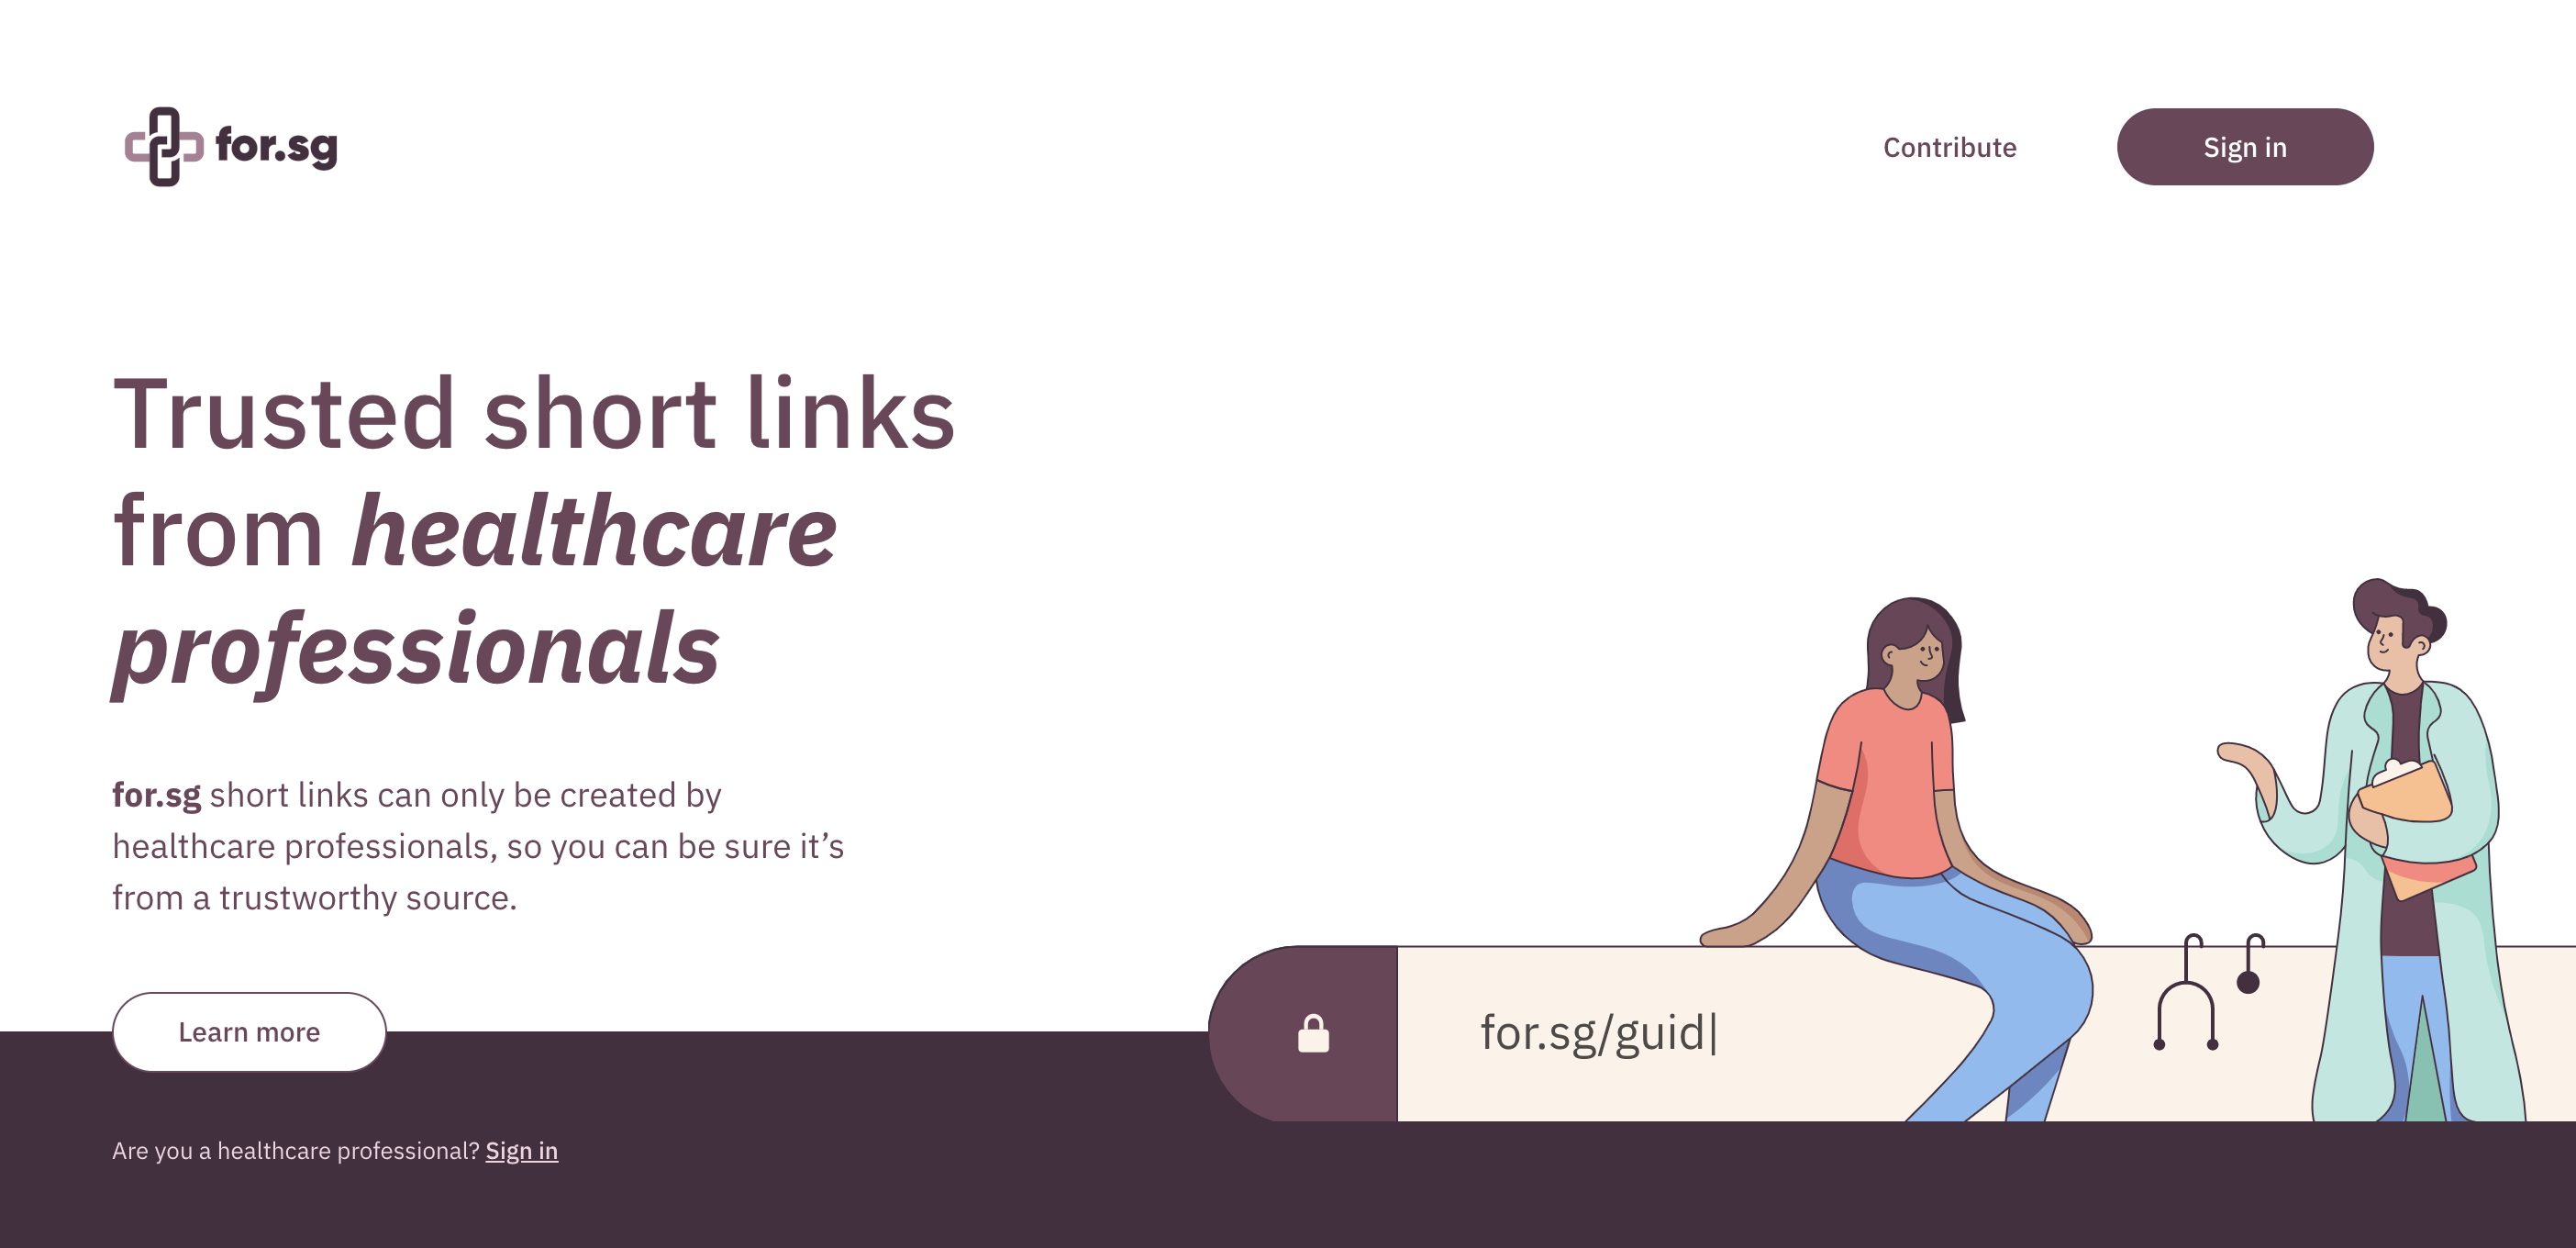 for.sg
Contribute
Sign in
Trusted short links
from healthcare
professionals
for.sg short links can only be created by
healthcare professionals, so you can be sure it’s
from a trustworthy source.
Learn more
for.sg/guid|
Are you a healthcare professional? Sign in